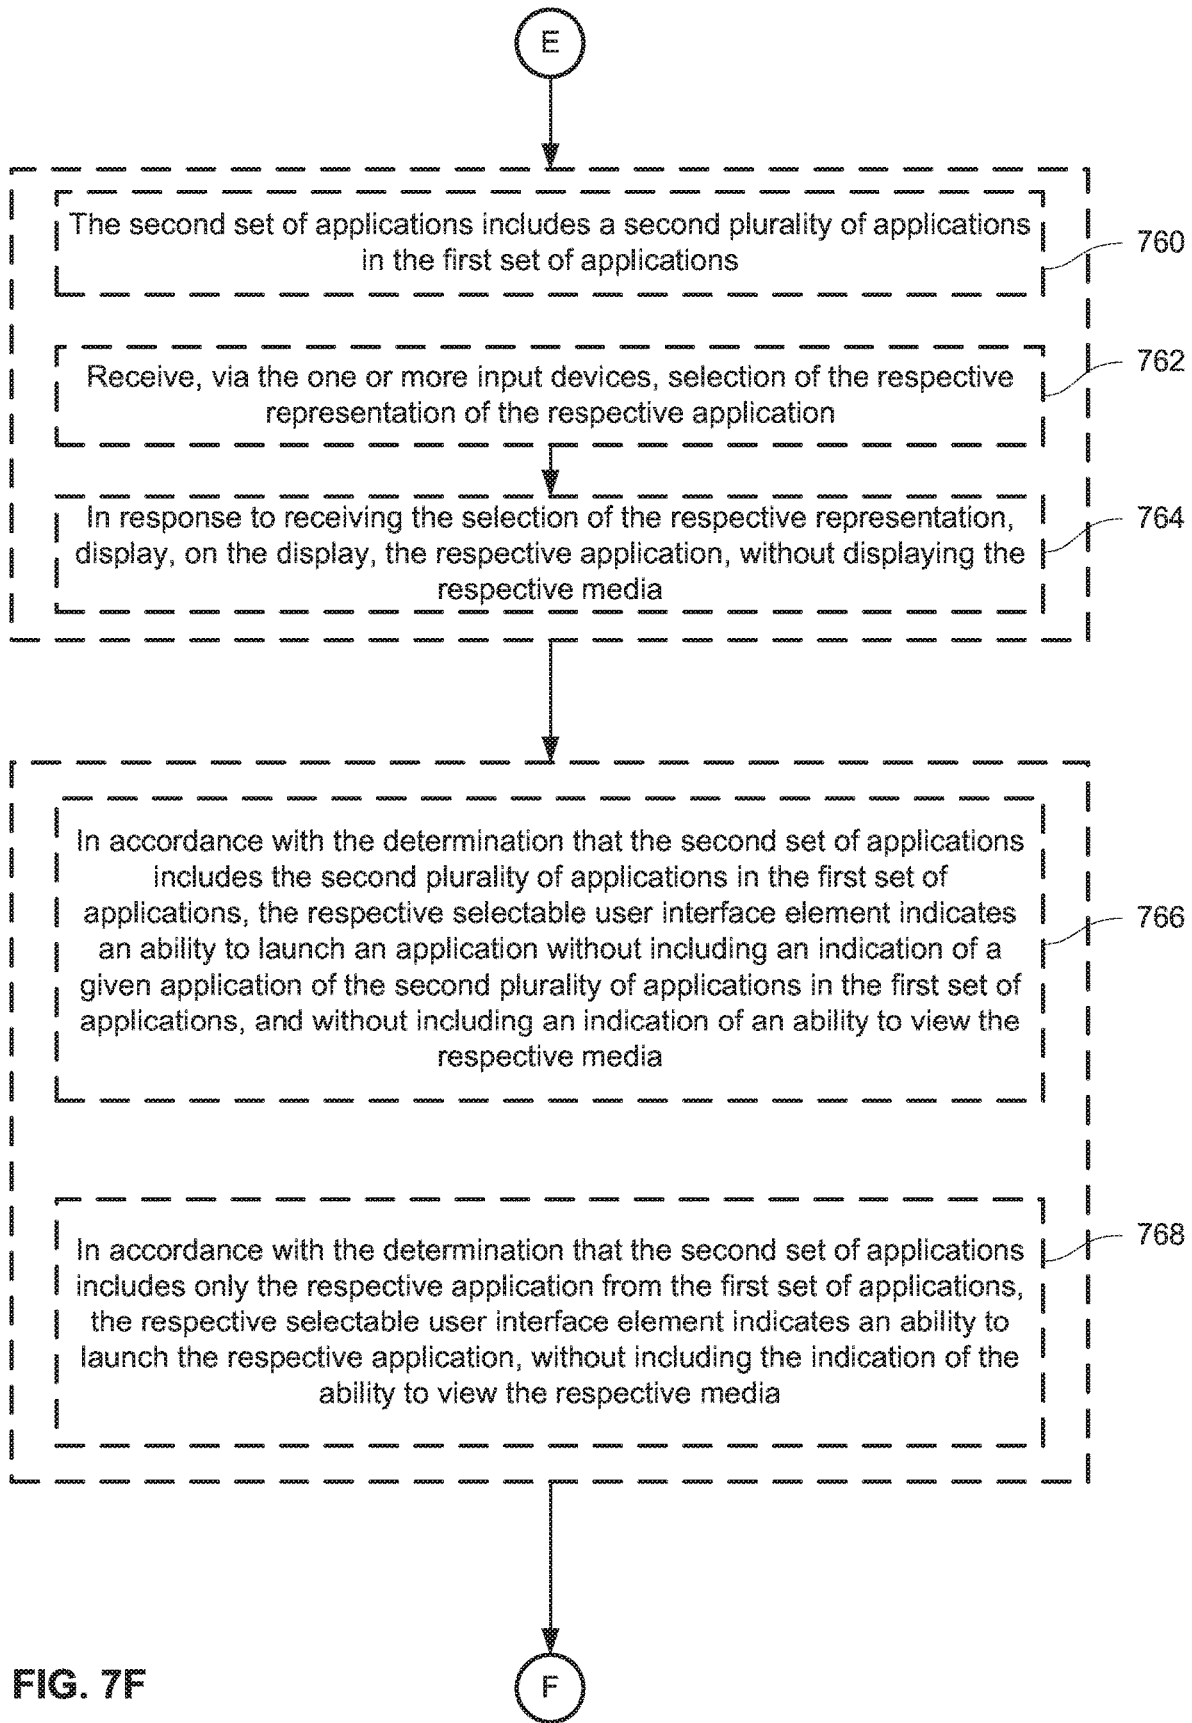 E
The second set of applications includes a second plurality of applications
in the first set of applications
760
Receive, via the one or more input devices, selection of the respective
representation of the respective application
762
In response to receiving the selection of the respective representation,
display, on the display, the respective application, without displaying the
respective media
764
In accordance with the determination that the second set of applications
includes the second plurality of applications in the first set of
applications, the respective selectable user interface element indicates
an ability to launch an application without including an indication of a
given application of the second plurality of applications in the first set of
applications, and without including an indication of an ability to view the
respective media
766
In accordance with the determination that the second set of applications
includes only the respective application from the first set of applications,
the respective selectable user interface element indicates an ability to
launch the respective application, without including the indication of the
ability to view the respective media
768
F
FIG. 7F